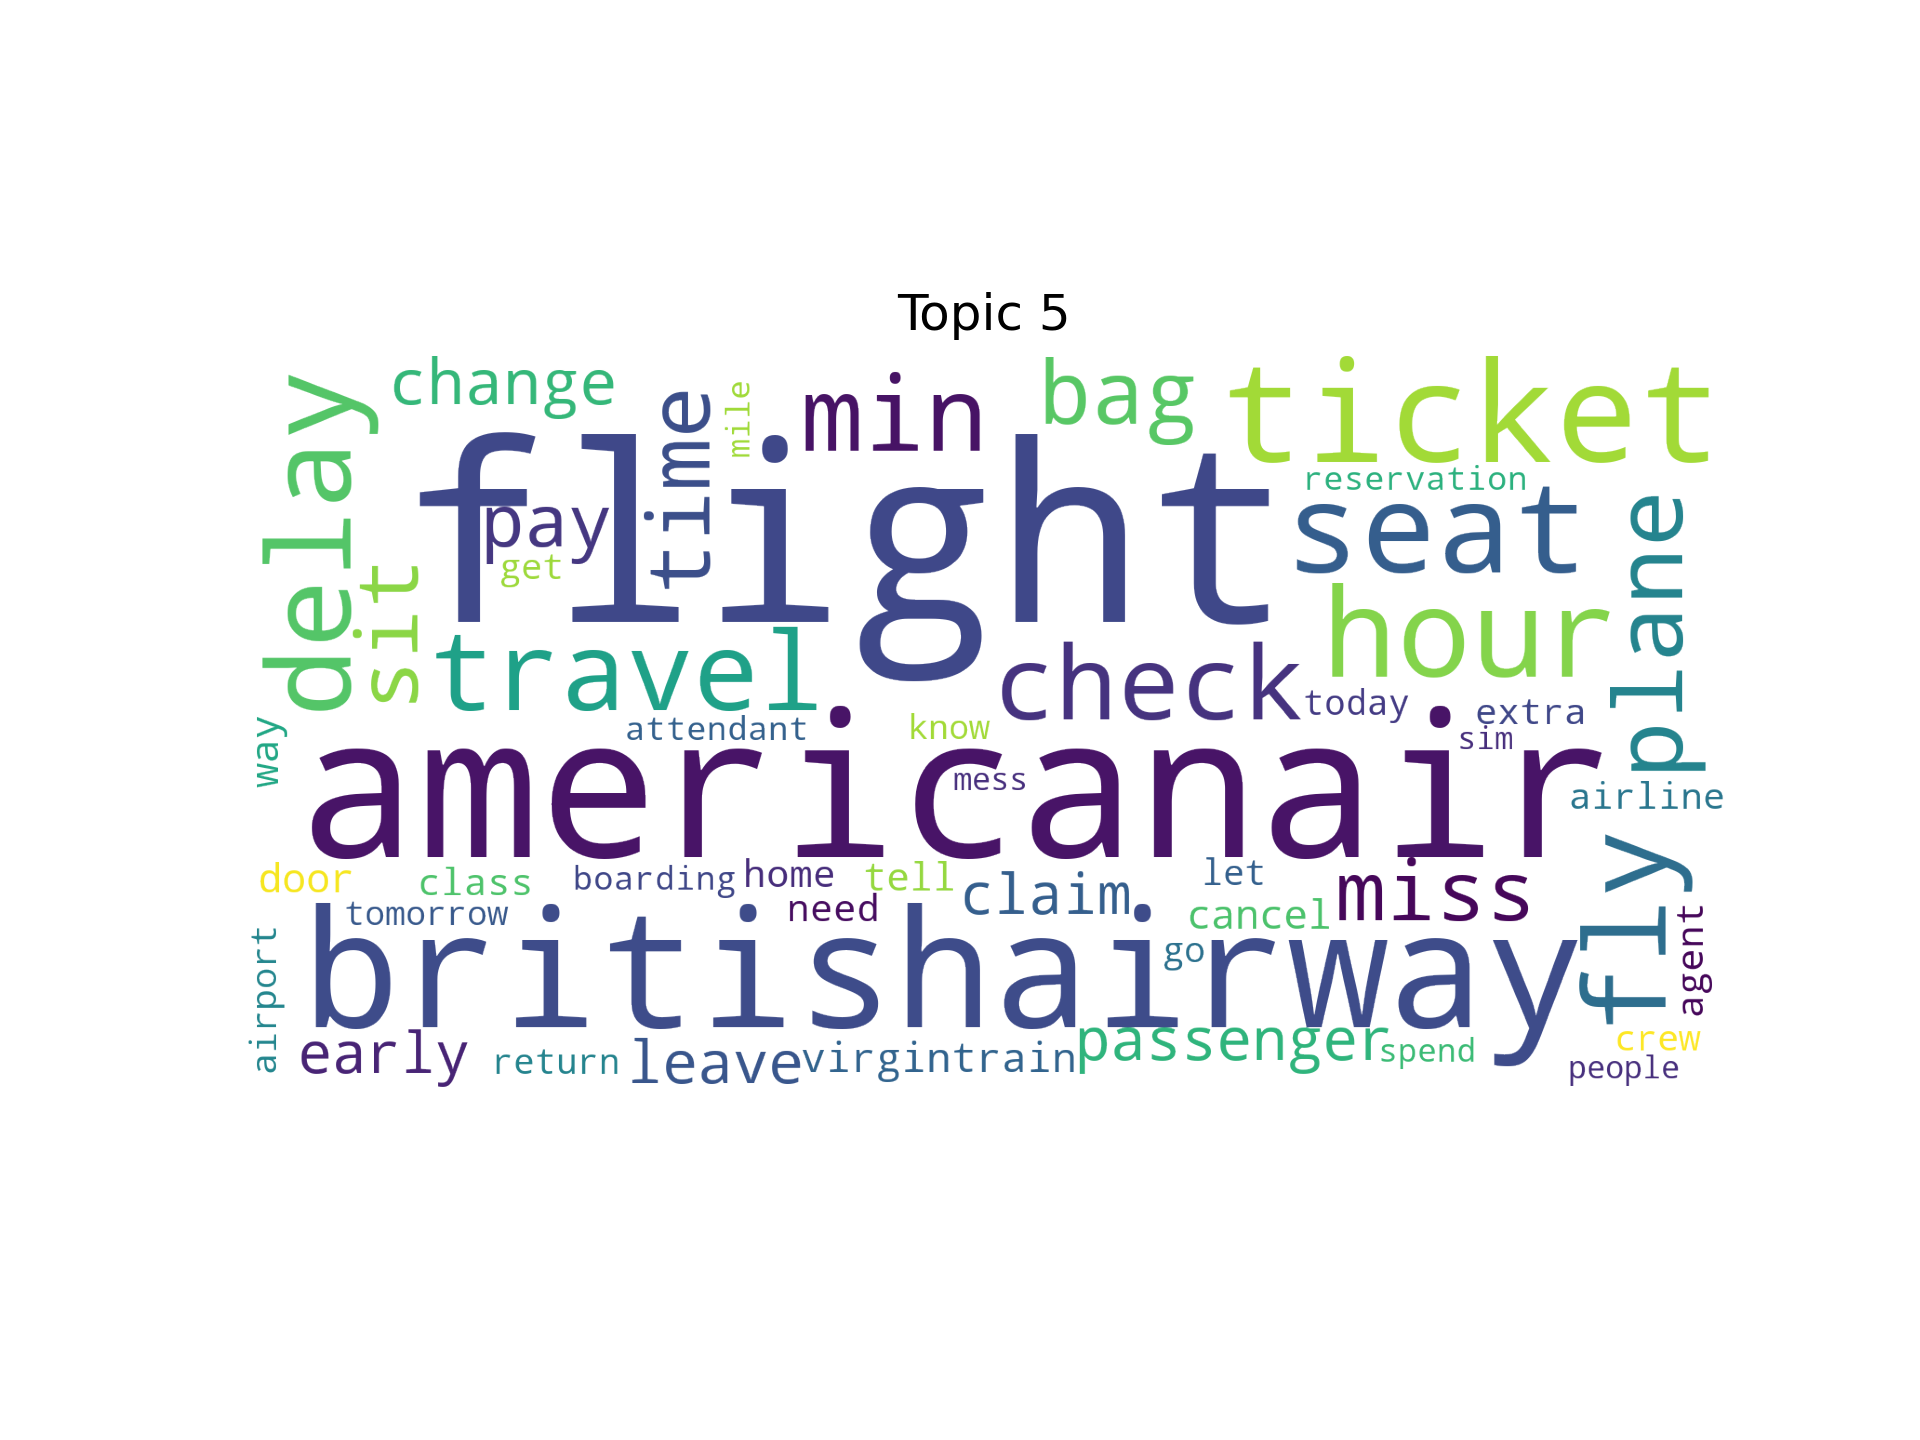 Topic 5
delay
change
time
mile
min
bag
ticket
flight
pay
get
reservation
seat
plane
sit
travel
check
hour
today
extra
sim
way
attendant
know
americanair
mess
airline
door
class
boarding
home
tell
claim
let
miss
fly
tomorrow
need
cancel
agent
airport
britishairway
go
early
return
leave
virgintrain
passenger
spend
crew
people